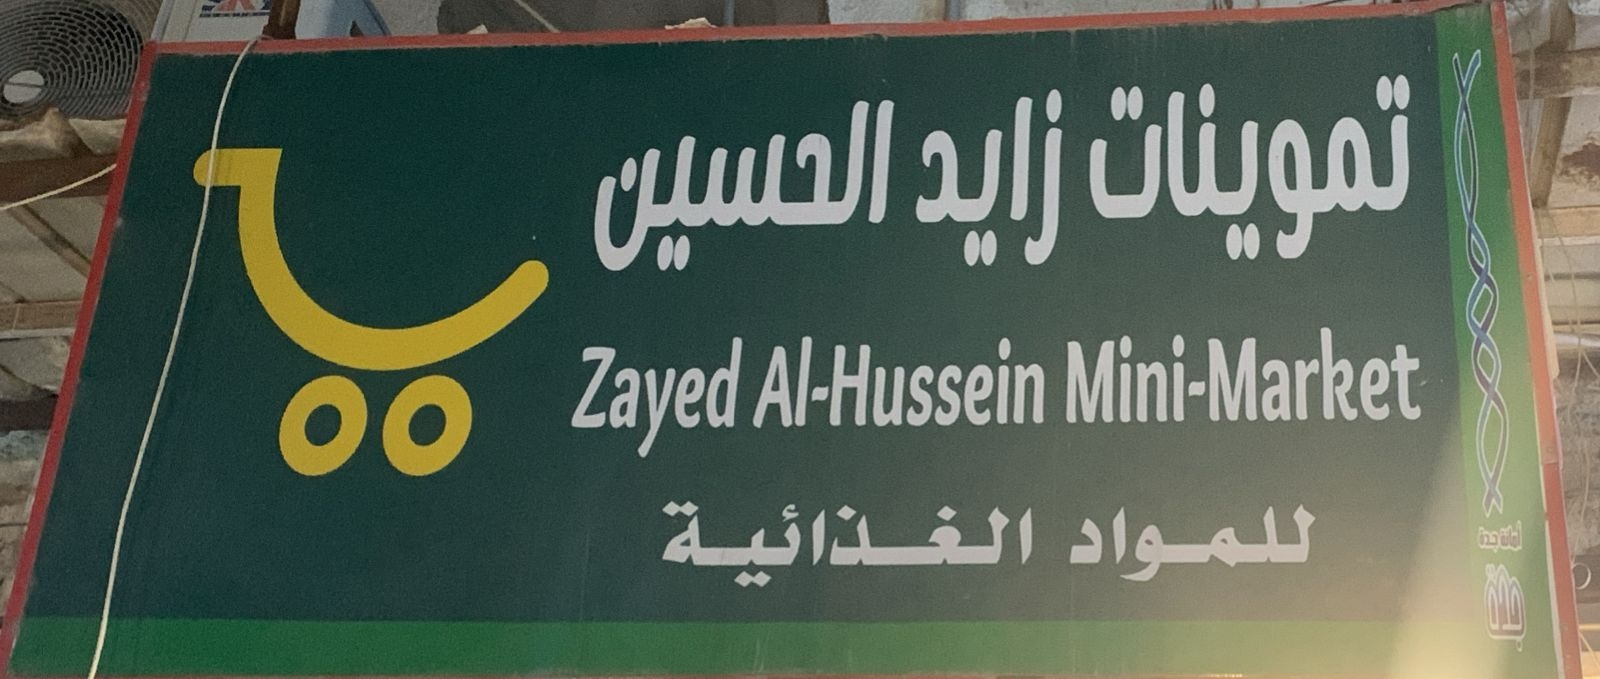 تموينات زايد الحسين
Zayed Al-Hussein Mini-Market
للمواد الغذائية
أمانة جدة
جدة